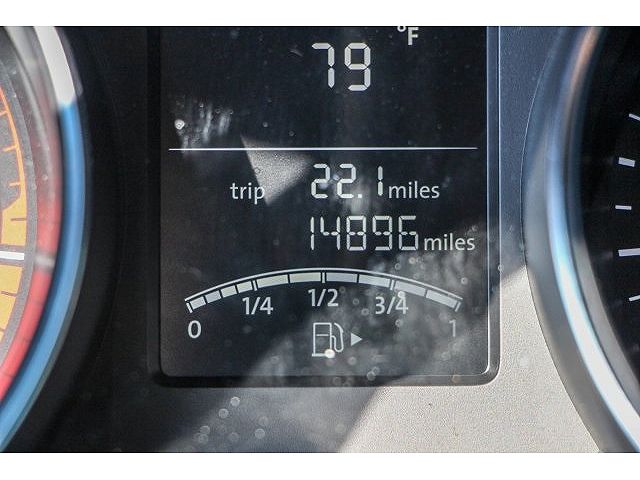 °F
79
trip 22.1 miles
14896 miles
0 1/4 1/2 3/4 1